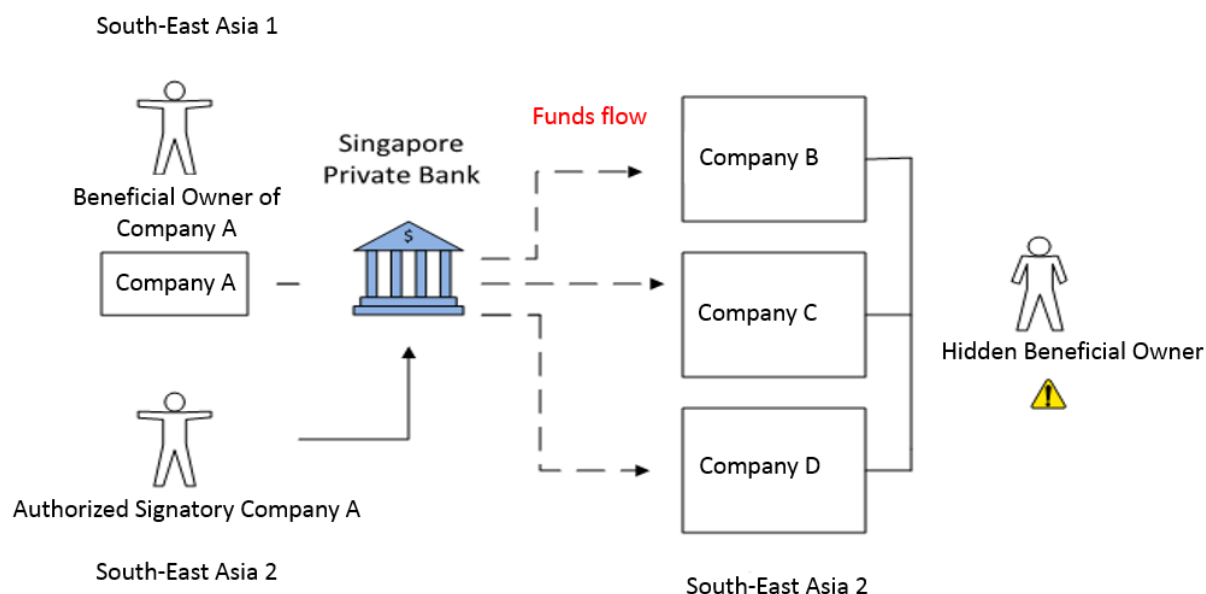 South-East Asia 1
Funds flow
Singapore
Private Bank
Company B
Beneficial Owner of
Company A
Company A
$
Company C
Hidden Beneficial Owner
!
Company D
Authorized Signatory Company A
South-East Asia 2
South-East Asia 2